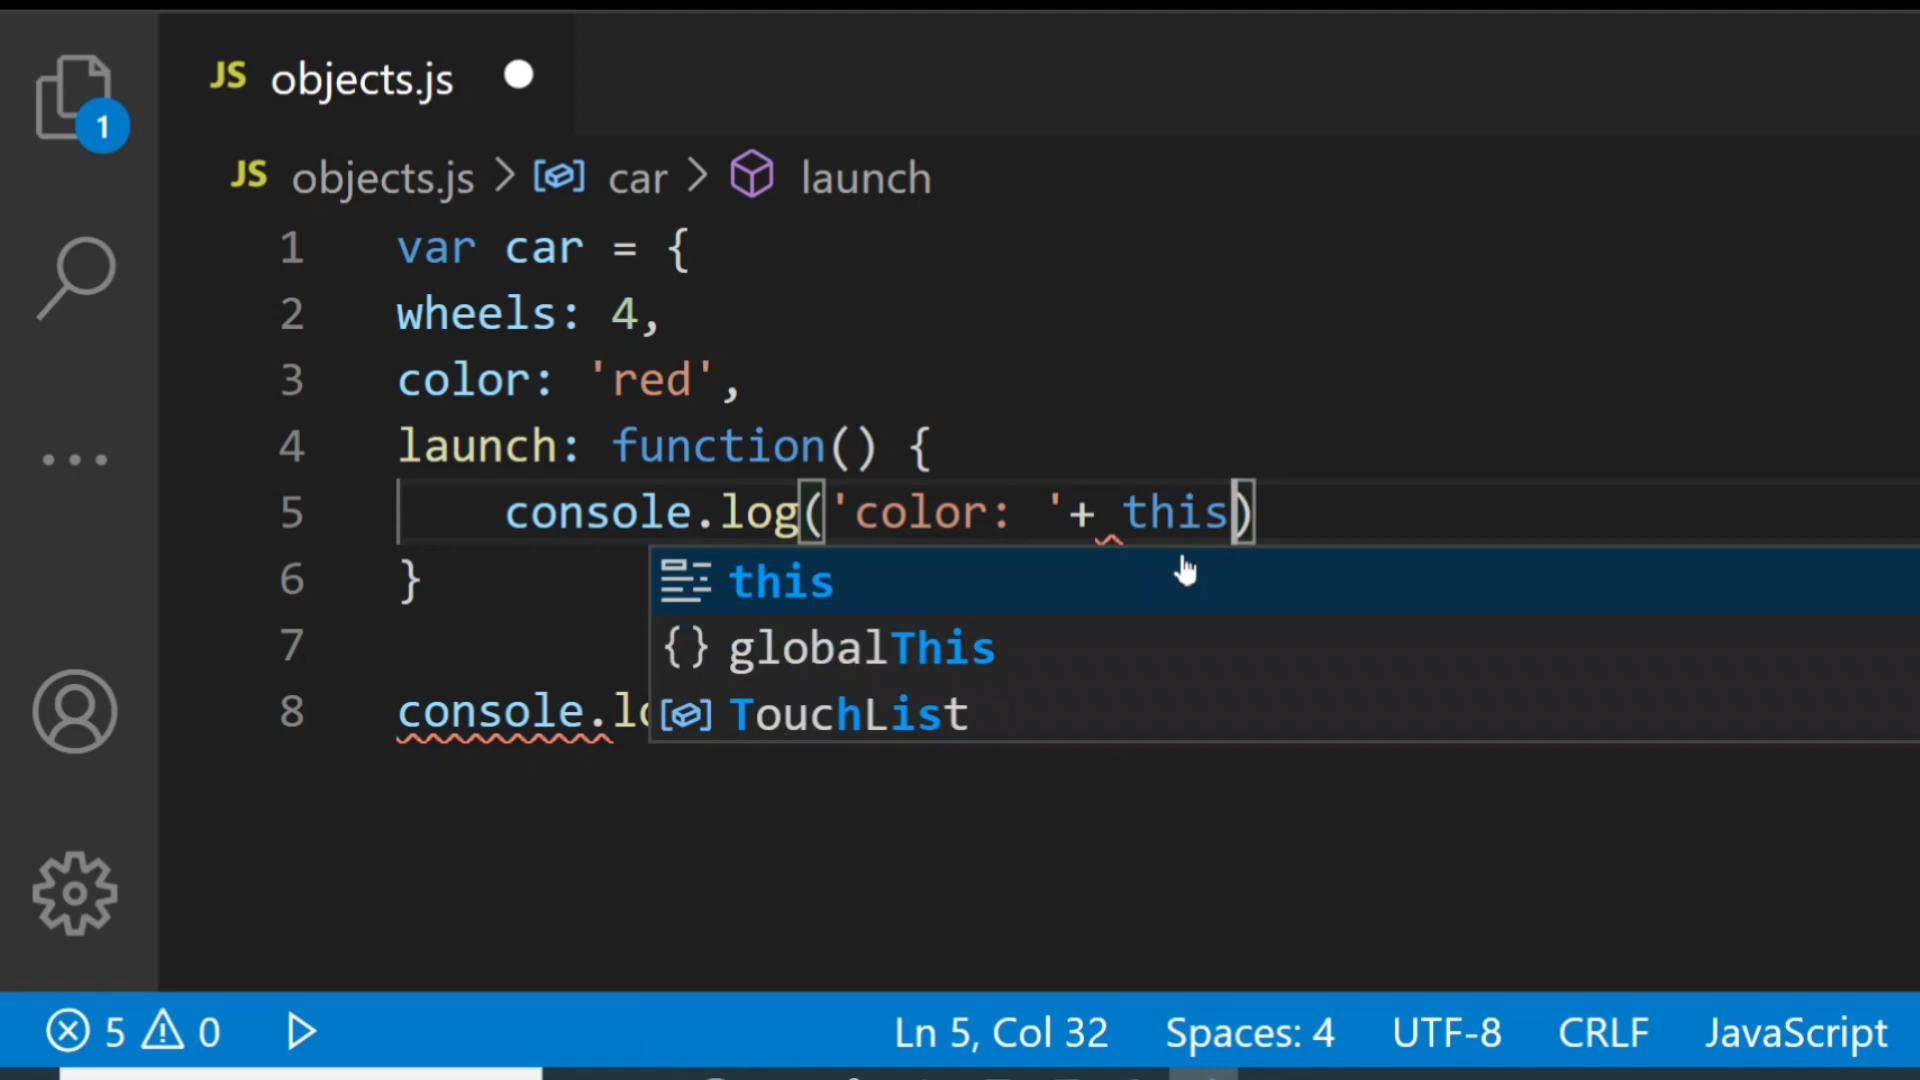 JS objects.js
1
JS objects.js > car > launch
1 var car = {
2 wheels: 4,
3 color: 'red',
4 launch: function() {
5 console.log('color: '+ this)
6 }
this
globalThis
7
TouchList
8 console.lo
5 0 Ln 5, Col 32 Spaces: 4 UTF-8 CRLF JavaScript